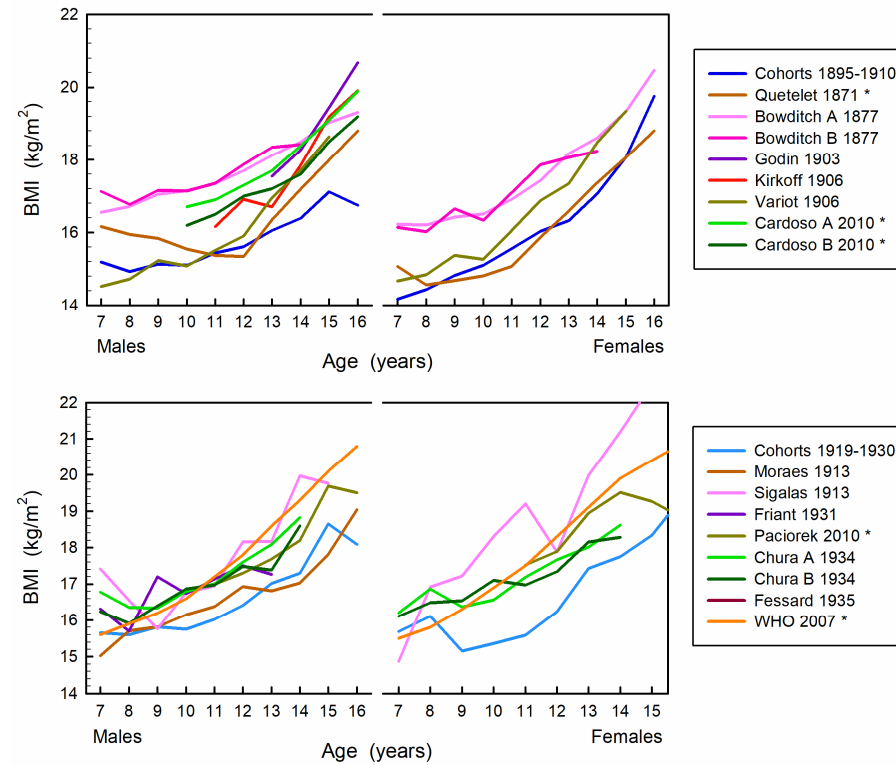 22
20
18
16
14
BMI (kg/m²)
7 8 9 10 11 12 13 14 15 16
7 8 9 10 11 12 13 14 15 16
Males
Females
Age (years)
Cohorts 1895-1910
Quetelet 1871 *
Bowditch A 1877
Bowditch B 1877
Godin 1903
Kirkoff 1906
Variot 1906
Cardoso A 2010 *
Cardoso B 2010 *
22
21
20
19
18
17
16
15
14
BMI (kg/m²)
7 8 9 10 11 12 13 14 15 16
7 8 9 10 11 12 13 14 15
Males
Females
Age (years)
Cohorts 1919-1930
Moraes 1913
Sigalas 1913
Friant 1931
Paciorek 2010 *
Chura A 1934
Chura B 1934
Fessard 1935
WHO 2007 *